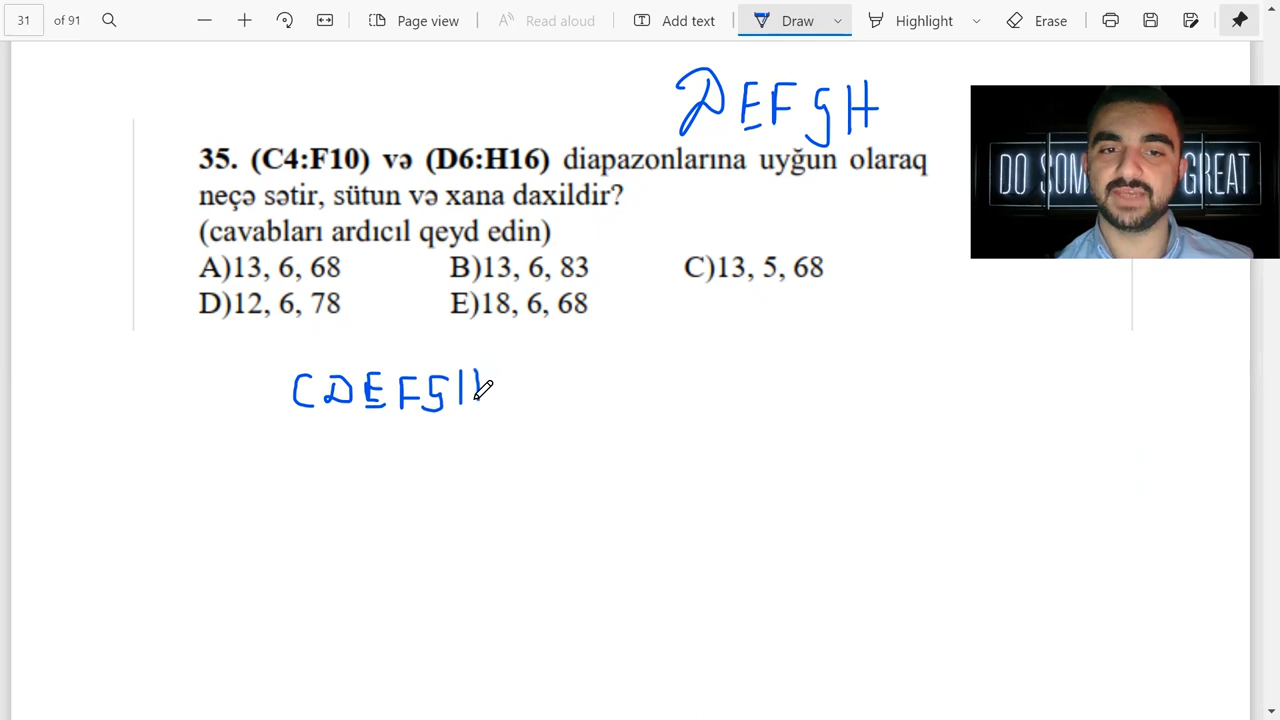 31 of 91 Page view Read aloud Add text Draw Highlight Erase
D E F G H
35. (C4:F10) və (D6:H16) diapazonlarına uyğun olaraq
neçə sətir, sütun və xana daxildir?
(cavabları ardıcıl qeyd edin)
A)13, 6, 68 B)13, 6, 83 C)13, 5, 68
D)12, 6, 78 E)18, 6, 68
C D E F G H
DO SOM GREAT